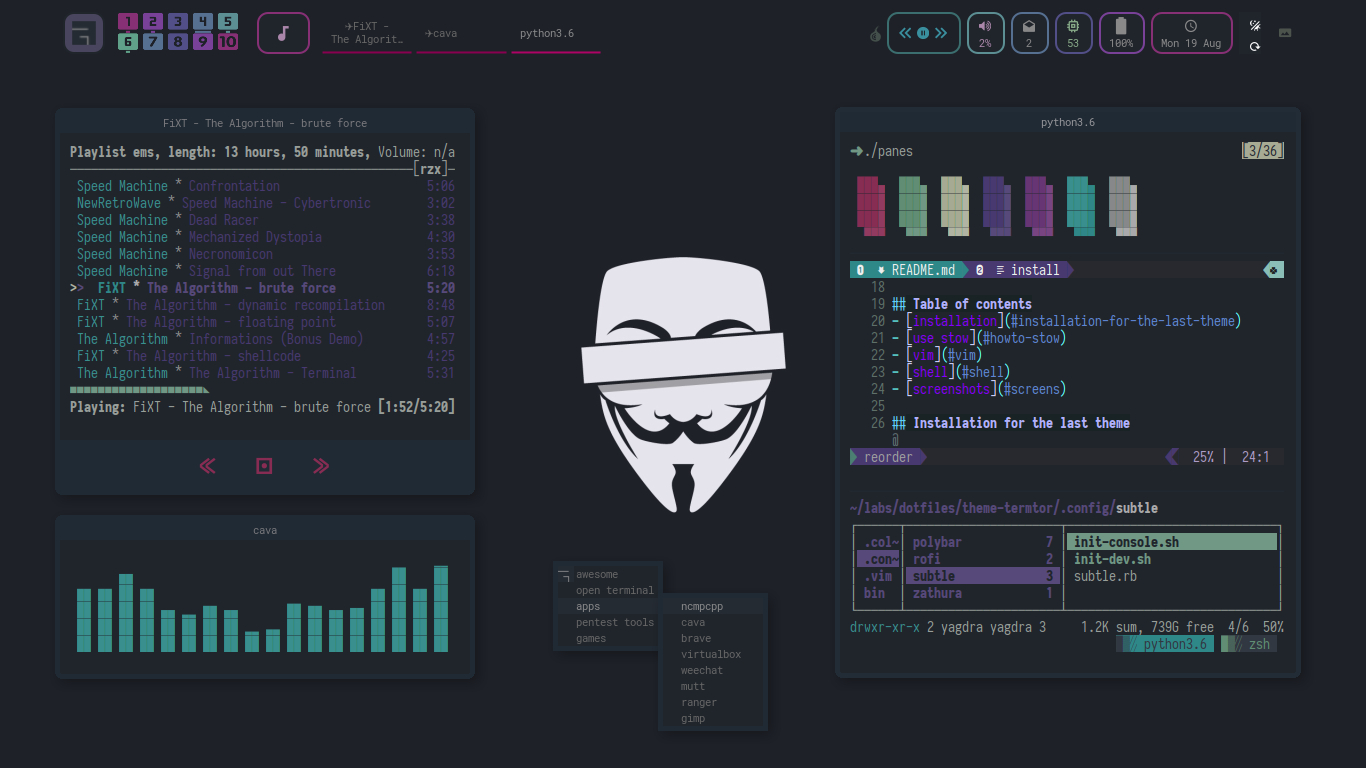 1 2 3 4 5
6 7 8 9 10
✈FiXT -
The Algorit…
✈cava
python3.6
2%
2
53
100%
Mon 19 Aug
FiXT - The Algorithm - brute force
Playlist ems, length: 13 hours, 50 minutes, Volume: n/a
[rzx]
Speed Machine * Confrontation 5:06
NewRetroWave * Speed Machine - Cybertronic 3:02
Speed Machine * Dead Racer 3:38
Speed Machine * Mechanized Dystopia 4:30
Speed Machine * Necronomicon 3:53
Speed Machine * Signal from out There 6:18
>> FiXT * The Algorithm - brute force 5:20
FiXT * The Algorithm - dynamic recompilation 8:48
FiXT * The Algorithm - floating point 5:07
The Algorithm * Informations (Bonus Demo) 4:57
FiXT * The Algorithm - shellcode 4:25
The Algorithm * The Algorithm - Terminal 5:31
Playing: FiXT - The Algorithm - brute force [1:52/5:20]
cava
awesome
open terminal
apps
pentest tools
games
ncmpcpp
cava
brave
virtualbox
weechat
mutt
ranger
gimp
python3.6
➜./panes [3/36]
0 README.md 2 install
18
19 ## Table of contents
20 - [installation](#installation-for-the-last-theme)
21 - [use stow](#howto-stow)
22 - [vim](#vim)
23 - [shell](#shell)
24 - [screenshots](#screens)
25
26 ## Installation for the last theme
@
reorder 25% | 24:1
~/labs/dotfiles/theme-termtor/.config/subtle
.col~ polybar 7 init-console.sh
.con~ rofi 2 init-dev.sh
.vim subtle 3 subtle.rb
bin zathura 1
drwxr-xr-x 2 yagdra yagdra 3 1.2K sum, 739G free 4/6 50%
python3.6 zsh